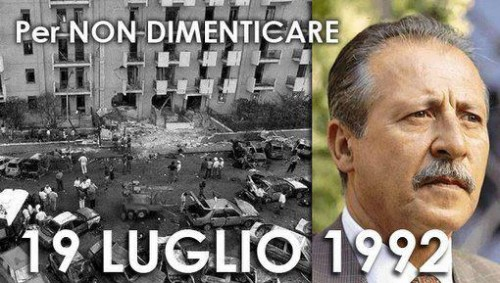 Per NON DIMENTICARE
19 LUGLIO 1992